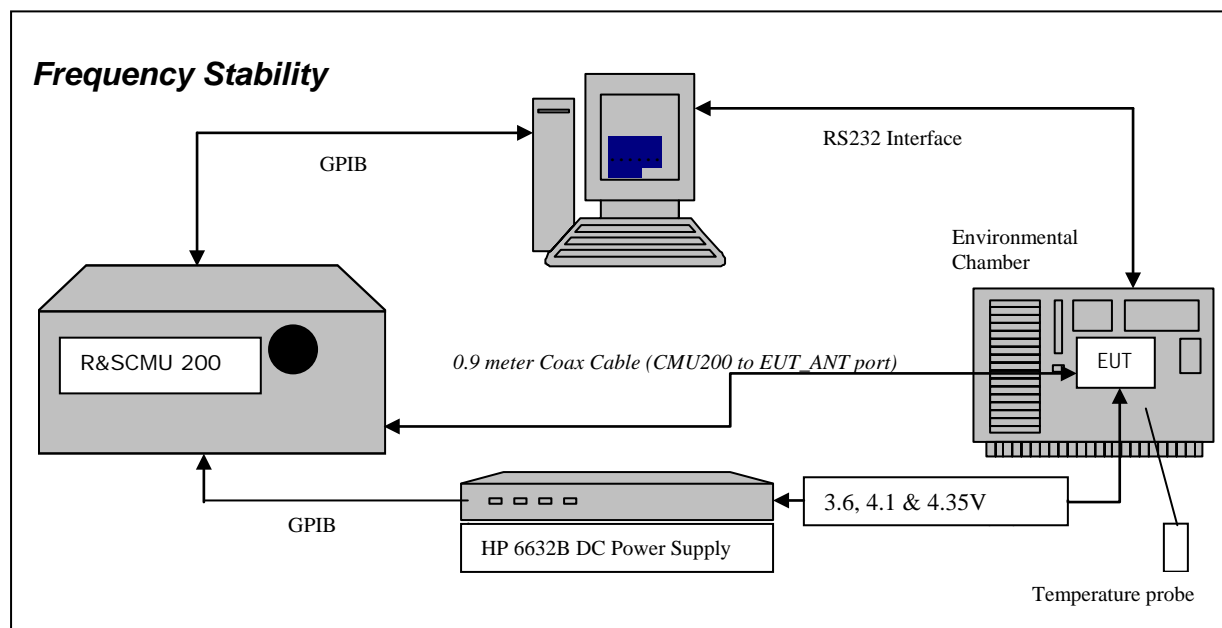 Frequency Stability
GPIB
RS232 Interface
Environmental
Chamber
R&SCMU 200
0.9 meter Coax Cable (CMU200 to EUT_ANT port)
EUT
GPIB
3.6, 4.1 & 4.35V
HP 6632B DC Power Supply
Temperature probe